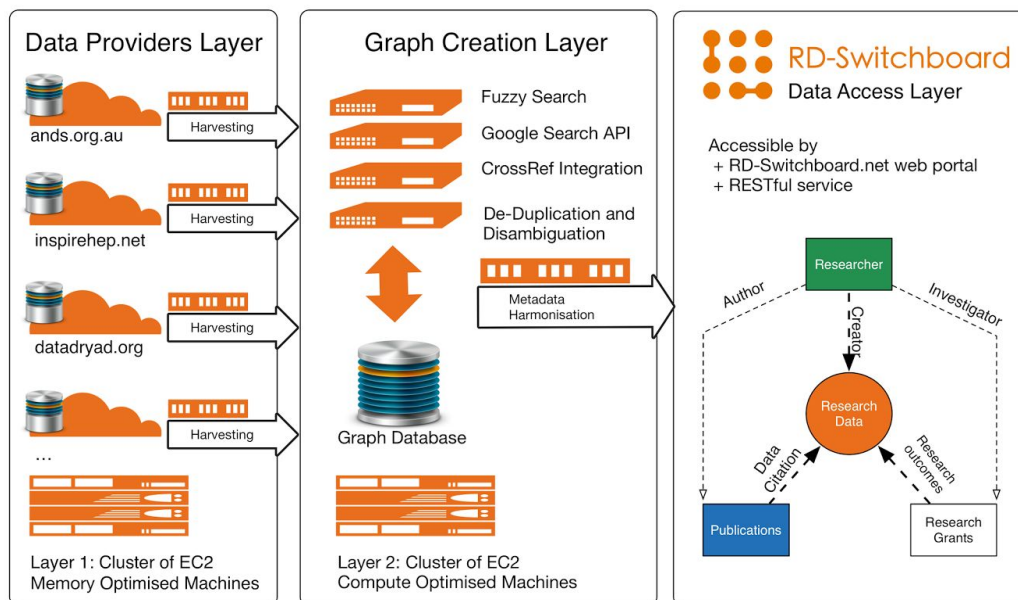 Data Providers Layer
ands.org.au
Harvesting
inspirehep.net
Harvesting
datadryad.org
Harvesting
...
Harvesting
Layer 1: Cluster of EC2
Memory Optimised Machines
Graph Creation Layer
Fuzzy Search
Google Search API
CrossRef Integration
De-Duplication and
Disambiguation
Metadada
Harmonisation
Graph Database
Layer 2: Cluster of EC2
Compute Optimised Machines
RD-Switchboard
Data Access Layer
Accessible by
+ RD-Switchboard.net web portal
+ RESTful service
Researcher
Author
Creator
Investigator
Research
Data
Data
Citation
Research
outcomes
Publications
Research
Grants